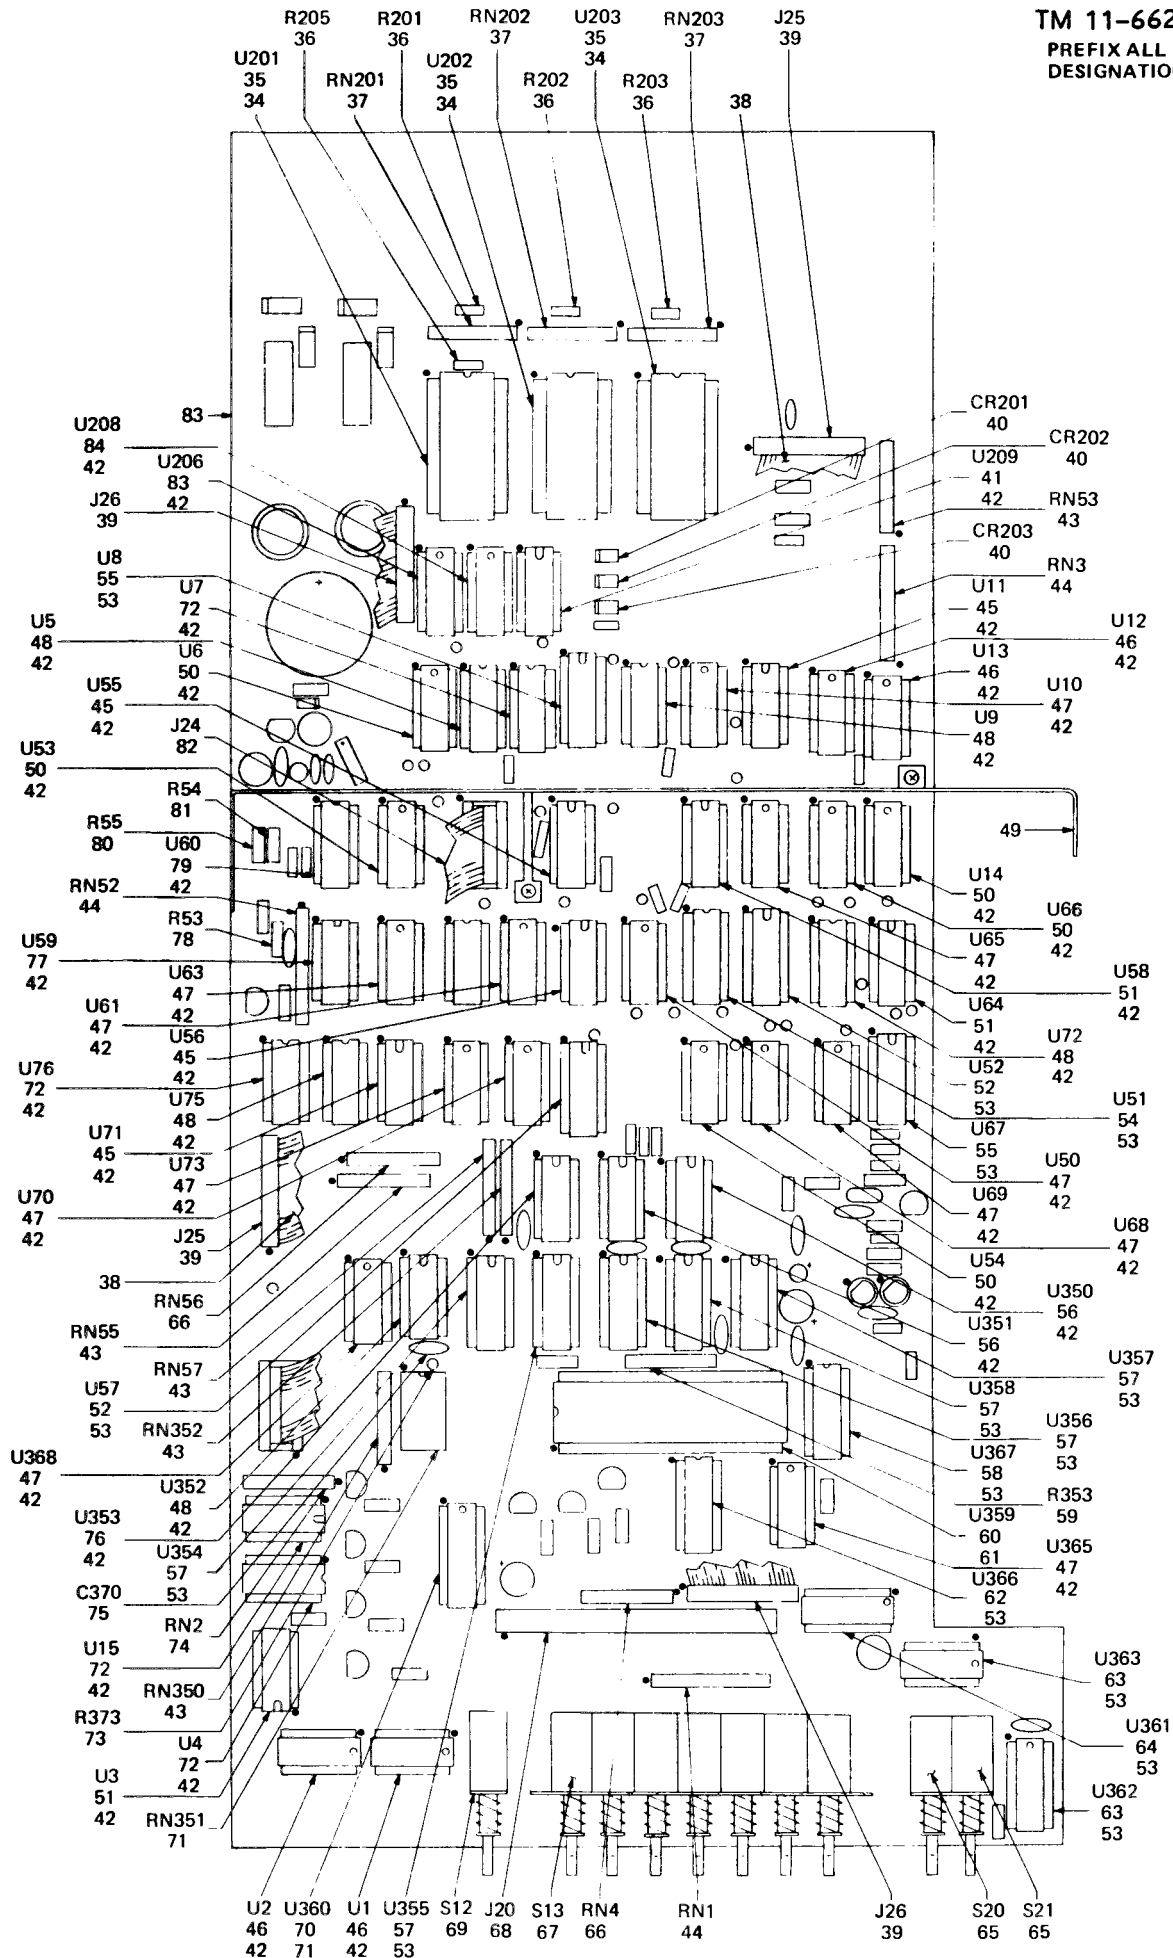 TM 11-662
PREFIX ALL
DESIGNATIO
R205
36
R201
36
RN202
37
U203
35
34
RN203
37
J25
39
U201
35
34
RN201
37
U202
35
34
R202
36
R203
36
38
83
U208
84
42
U206
83
42
J26
39
U8
55
53
U7
72
42
U5
48
42
U6
50
42
U55
45
42
J24
82
U53
50
42
R54
81
R55
80
U60
79
42
RN52
44
R53
78
U59
77
42
U63
47
42
U61
47
42
U56
45
42
U76
72
42
U75
48
42
U71
45
42
U73
47
42
U70
47
42
J25
39
38
RN56
66
RN55
43
RN57
43
U57
52
53
RN352
43
U368
47
42
U352
48
42
U353
76
42
U354
57
53
C370
75
RN2
74
U15
72
42
RN350
43
R373
73
U4
72
42
U3
51
42
RN351
71
CR201
40
CR202
40
U209
41
42
RN53
43
CR203
40
RN3
44
U11
45
42
U12
46
42
U13
46
42
U10
47
42
U9
48
42
49
U14
50
42
U66
50
42
U65
47
42
U58
51
42
U64
51
42
U72
48
42
U52
52
53
U51
54
53
U67
55
53
U50
47
42
U69
47
42
U68
47
42
U54
50
42
U350
56
42
U351
56
42
U357
57
53
U358
57
53
U356
57
53
U367
58
53
R353
59
U359
60
61
U365
47
42
U366
62
53
U363
63
53
U361
64
53
U362
63
53
U2
46
42
U360
70
71
U1
46
42
U355
57
53
S12
69
J20
68
S13
67
RN4
66
RN1
44
J26
39
S20
65
S21
65